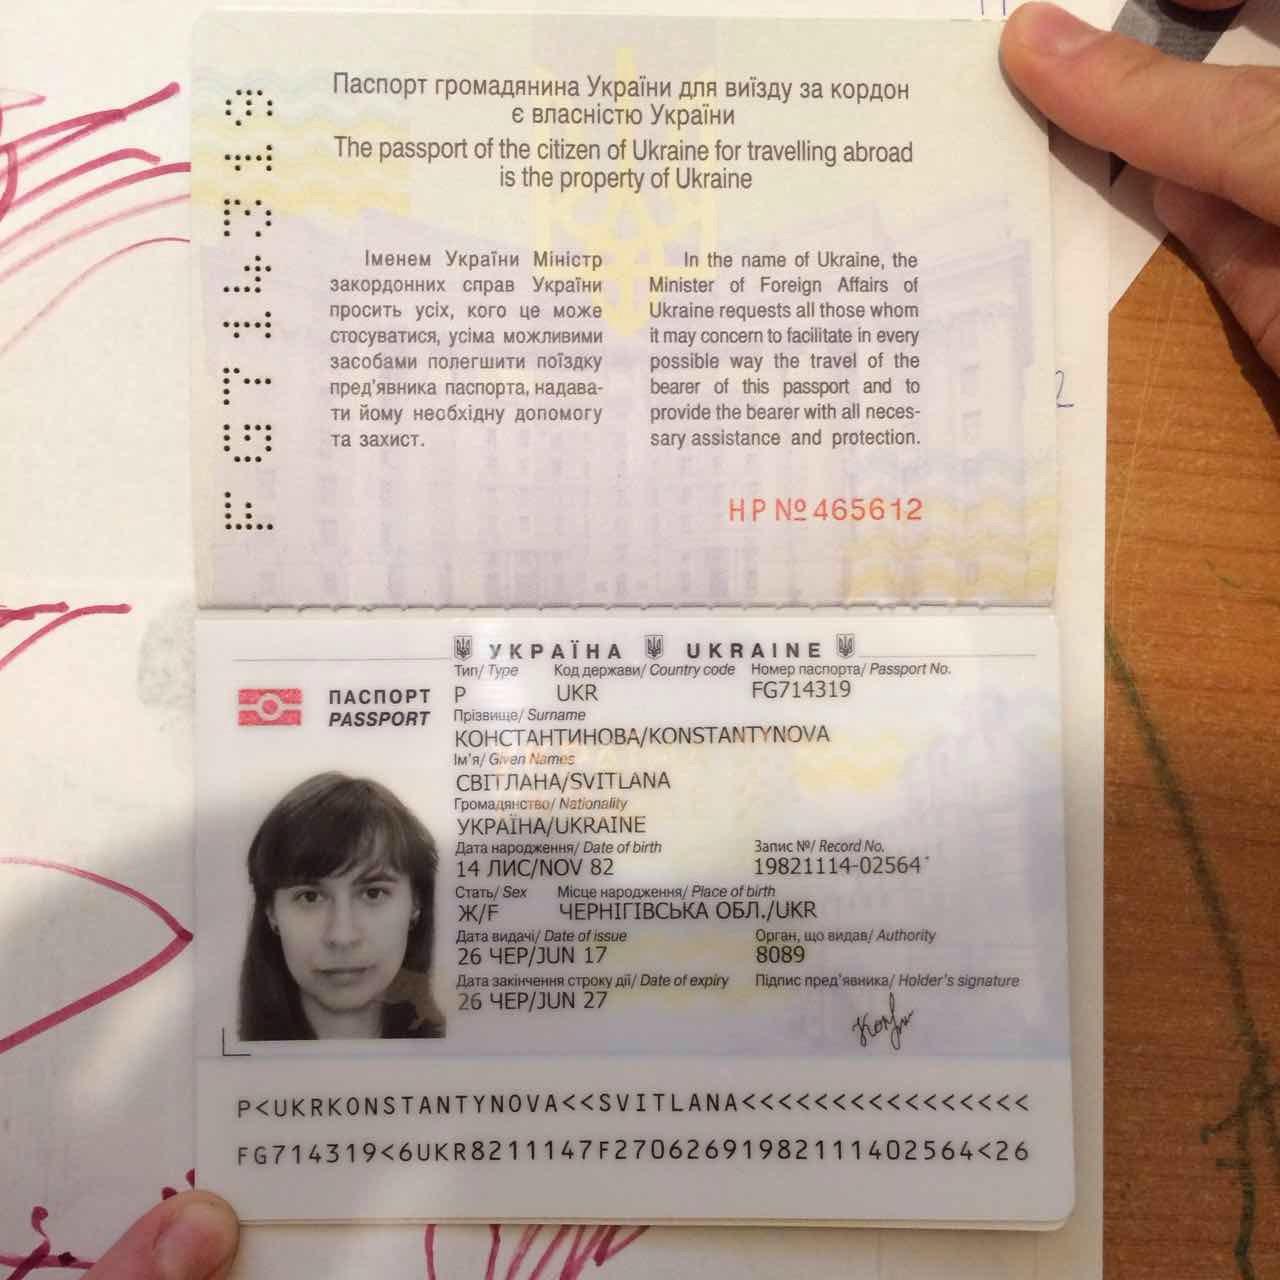 Паспорт громадянина України для виїзду за кордон
є власністю України
The passport of the citizen of Ukraine for travelling abroad
is the property of Ukraine
FG714319
Іменем України Міністр
закордонних справ України
просить усіх, кого це може
стосуватися, усіма можливими
засобами полегшити поїздку
пред'явника паспорта, надава-
ти йому необхідну допомогу
та захист.
In the name of Ukraine, the
Minister of Foreign Affairs of
Ukraine requests all those whom
it may concern to facilitate in every
possible way the travel of the
bearer of this passport and to
provide the bearer with all neces-
sary assistance and protection.
НР № 465612
УКРАЇНА UKRAINE
ПАСПОРТ
PASSPORT
Тип/ Type Код держави/ Country code Номер паспорта/ Passport No.
P UKR FG714319
Прізвище/ Surname
КОНСТАНТИНОВА/KONSTANTYNOVA
Ім'я/ Given Names
СВІТЛАНА/SVITLANA
Громадянство/ Nationality
УКРАЇНА/UKRAINE
Дата народження/ Date of birth Запис №/ Record No.
14 ЛИС/NOV 82 19821114-02564
Стать/ Sex Місце народження/ Place of birth
Ж/F ЧЕРНІГІВСЬКА ОБЛ./UKR
Дата видачі/ Date of issue Орган, що видав/ Authority
26 ЧЕР/JUN 17 8089
Дата закінчення строку дії/ Date of expiry Підпис пред'явника/ Holder's signature
26 ЧЕР/JUN 27
P<UKRKONSTANTYNOVA<<SVITLANA<<<<<<<<<<<<<<<<
FG714319<6UKR8211147F27062691982111402564<26
2